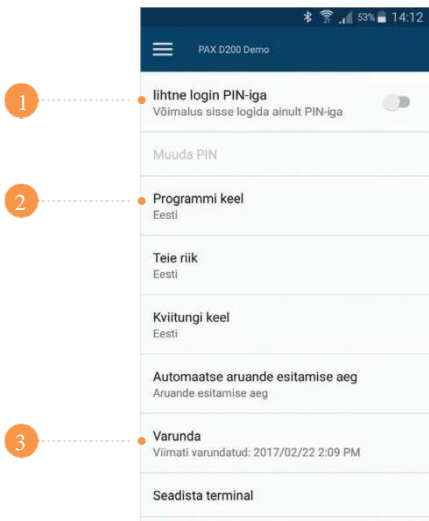 53% 14:12
PAX D200 Demo
1
lihtne login PIN-iga
Võimalus sisse logida ainult PIN-iga
Muuda PIN
2
Programmi keel
Eesti
Teie riik
Eesti
Kviitungi keel
Eesti
Automaatse aruande esitamise aeg
Aruande esitamise aeg
3
Varunda
Viimati varundatud: 2017/02/22 2:09 PM
Seadista terminal